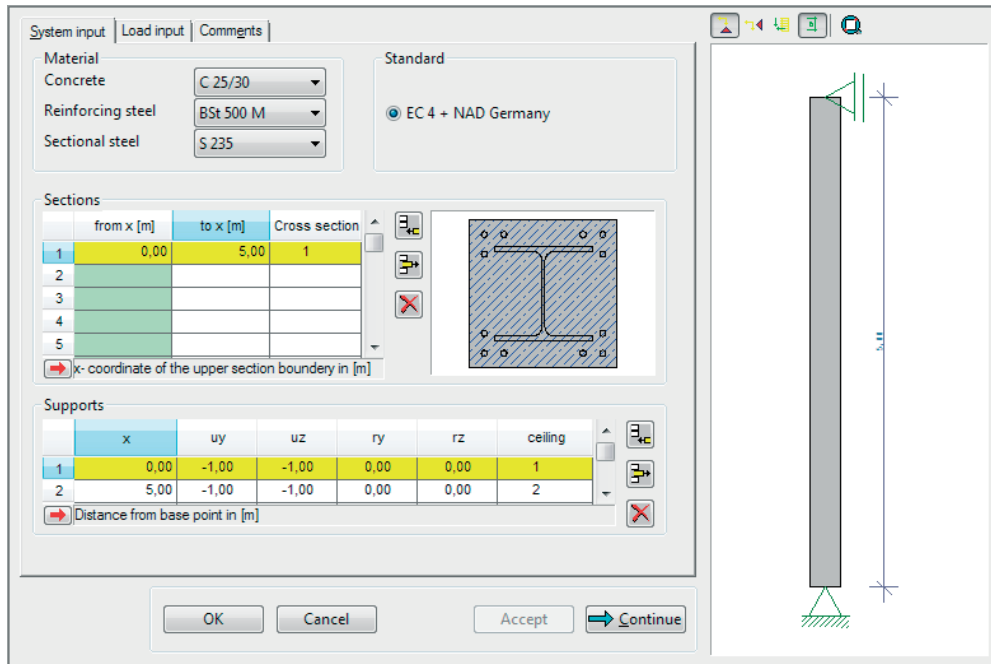 System input Load input Comments
Material
Concrete C 25/30
Reinforcing steel BSt 500 M
Sectional steel S 235
Standard
EC 4 + NAD Germany
Sections
from x [m] to x [m] Cross section
1 0,00 5,00 1
2
3
4
5
x- coordinate of the upper section boundery in [m]
Supports
x uy uz ry rz ceiling
1 0,00 -1,00 -1,00 0,00 0,00 1
2 5,00 -1,00 -1,00 0,00 0,00 2
Distance from base point in [m]
OK Cancel Accept Continue